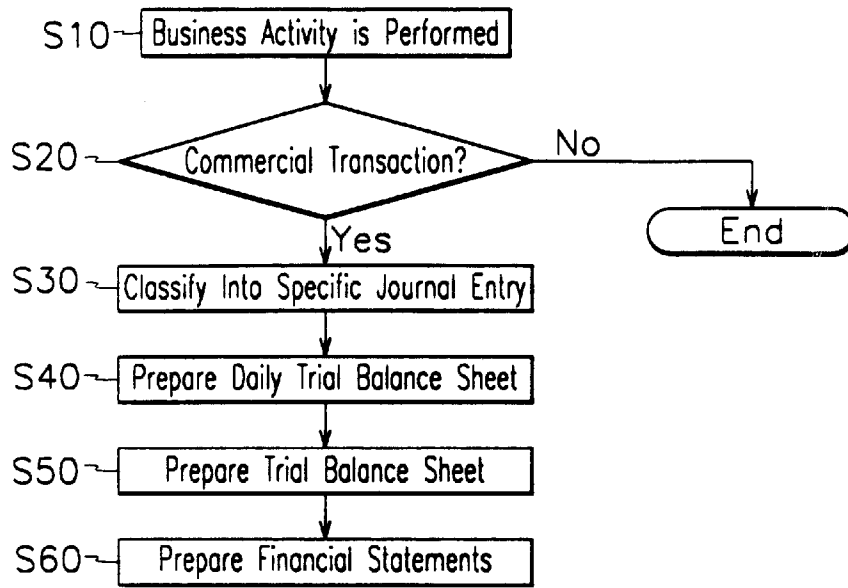 S10 Business Activity is Performed
S20 Commercial Transaction? No
End
Yes
S30 Classify Into Specific Journal Entry
S40 Prepare Daily Trial Balance Sheet
S50 Prepare Trial Balance Sheet
S60 Prepare Financial Statements